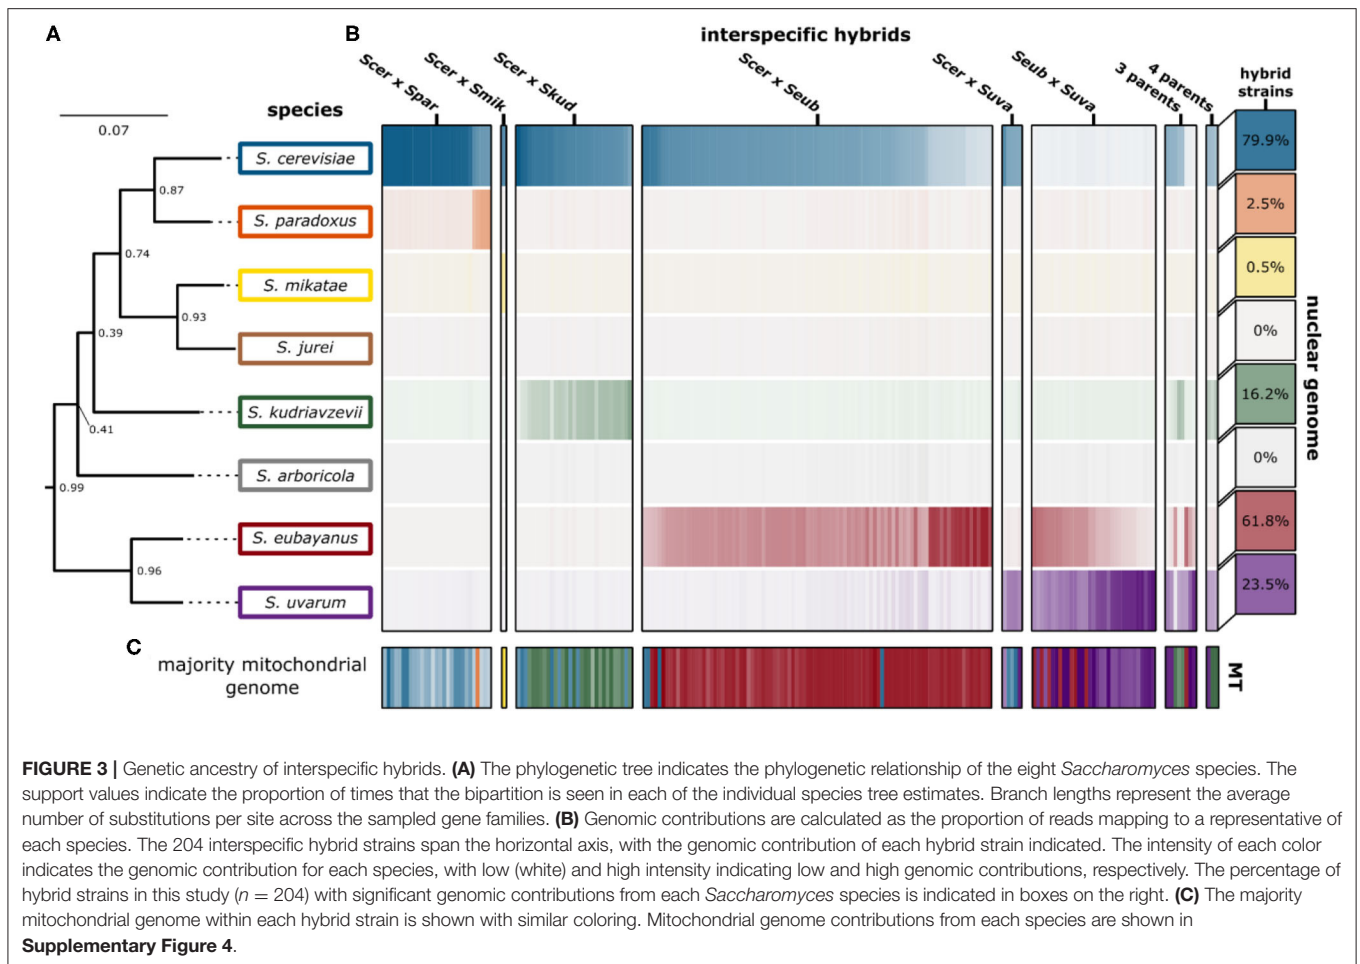 A
B
interspecific hybrids
Scer x Spar
Scer x Smik
Scer x Skud
Scer x Seub
Scer x Suva
Seub x Suva
3 parents
4 parents
hybrid
strains
0.07
species
S. cerevisiae
S. paradoxus
S. mikatae
S. jurei
S. kudriavzevii
S. arboricola
S. eubayanus
S. uvarum
0.87
0.74
0.93
0.39
0.41
0.99
0.96
79.9%
2.5%
0.5%
0%
16.2%
0%
61.8%
23.5%
nuclear genome
C
majority mitochondrial
genome
MT
FIGURE 3 | Genetic ancestry of interspecific hybrids. (A) The phylogenetic tree indicates the phylogenetic relationship of the eight Saccharomyces species. The
support values indicate the proportion of times that the bipartition is seen in each of the individual species tree estimates. Branch lengths represent the average
number of substitutions per site across the sampled gene families. (B) Genomic contributions are calculated as the proportion of reads mapping to a representative of
each species. The 204 interspecific hybrid strains span the horizontal axis, with the genomic contribution of each hybrid strain indicated. The intensity of each color
indicates the genomic contribution for each species, with low (white) and high intensity indicating low and high genomic contributions, respectively. The percentage of
hybrid strains in this study (n = 204) with significant genomic contributions from each Saccharomyces species is indicated in boxes on the right. (C) The majority
mitochondrial genome within each hybrid strain is shown with similar coloring. Mitochondrial genome contributions from each species are shown in
Supplementary Figure 4.